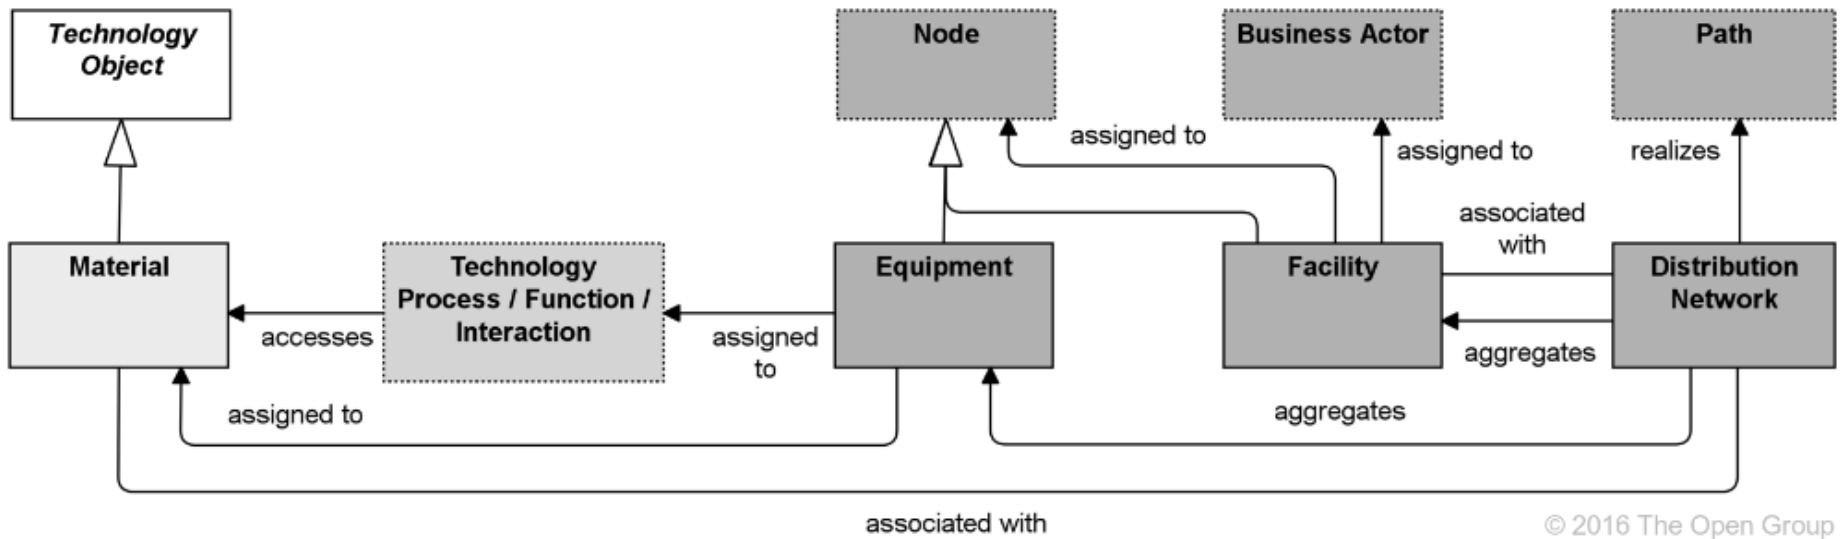 Technology
Object
Node
Business Actor
Path
assigned to
assigned to
realizes
associated
with
Material
Technology
Process / Function /
Interaction
Equipment
Facility
Distribution
Network
accesses
assigned
to
aggregates
assigned to
aggregates
associated with
© 2016 The Open Group